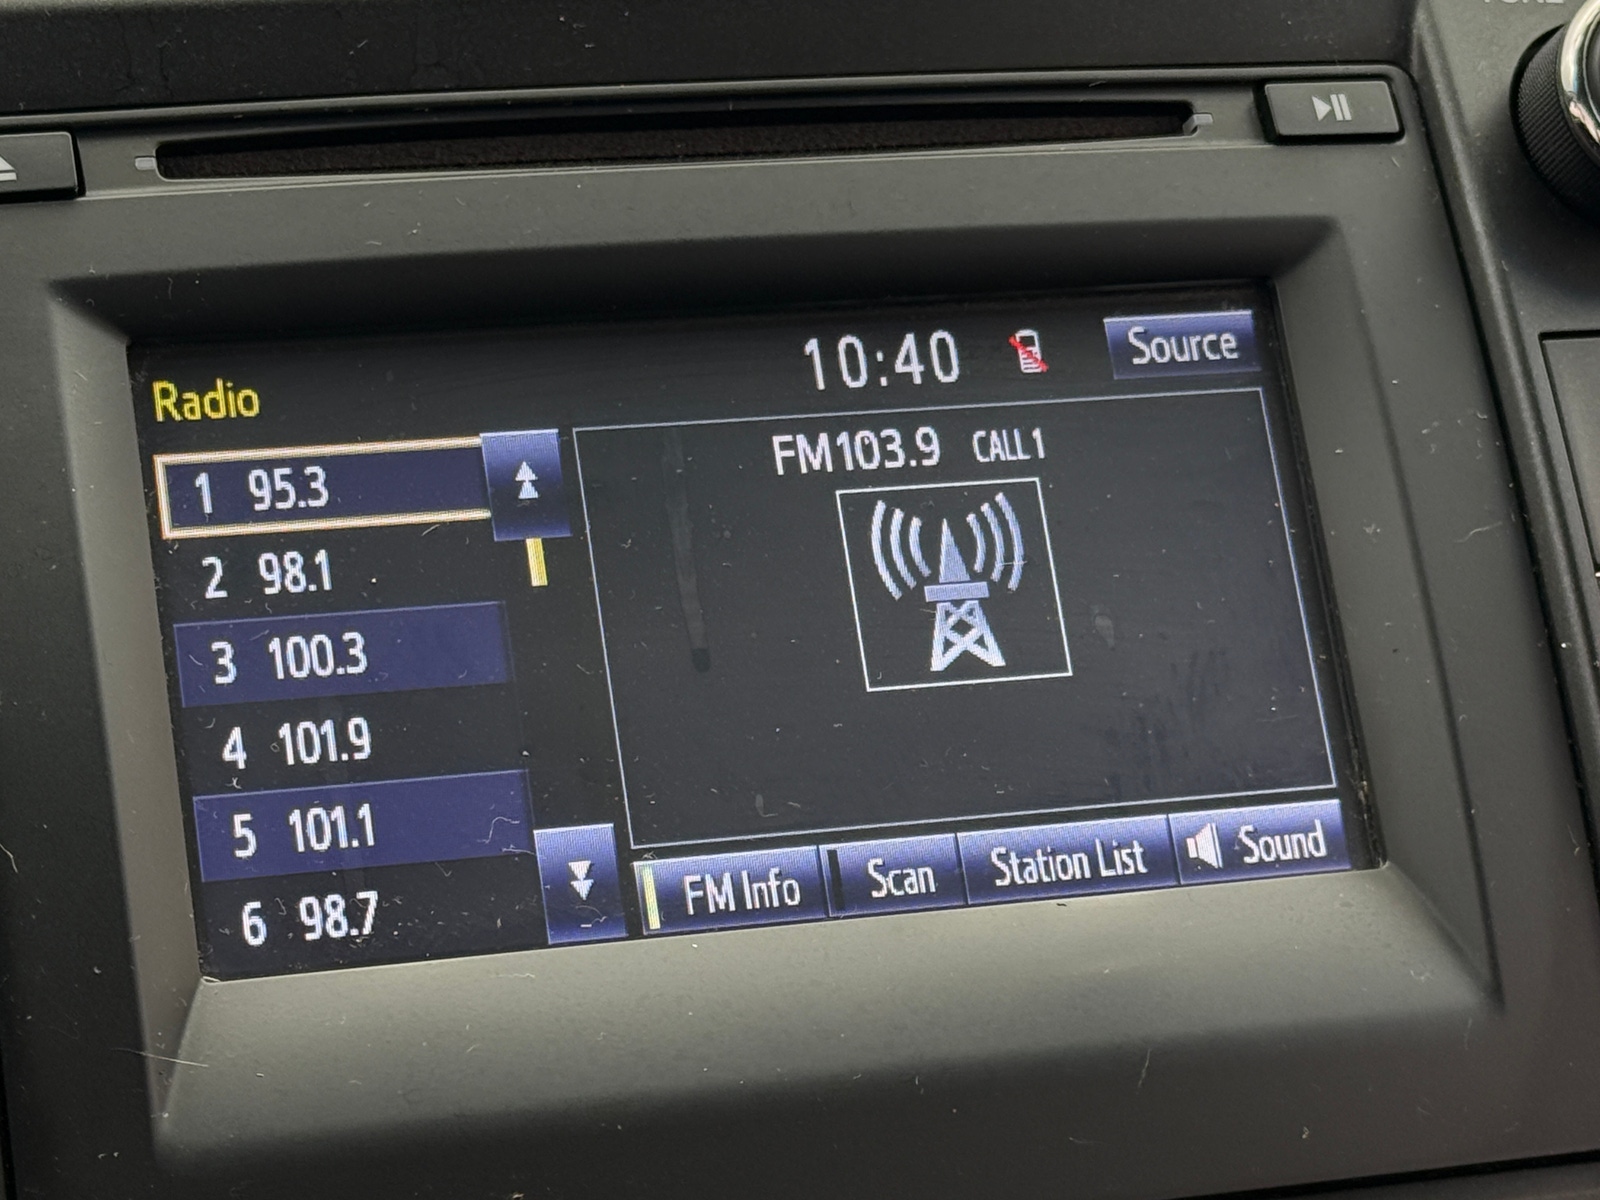 10:40
Source
Radio
FM103.9 CALL1
1 95.3
2 98.1
3 100.3
4 101.9
5 101.1
6 98.7
FM Info
Scan
Station List
Sound